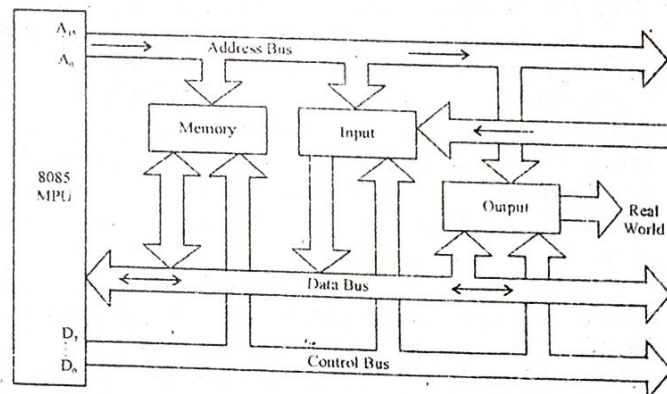 A15
A0
Address Bus
Memory
Input
8085
MPU
Output
Real
World
Data Bus
D7
D0
Control Bus